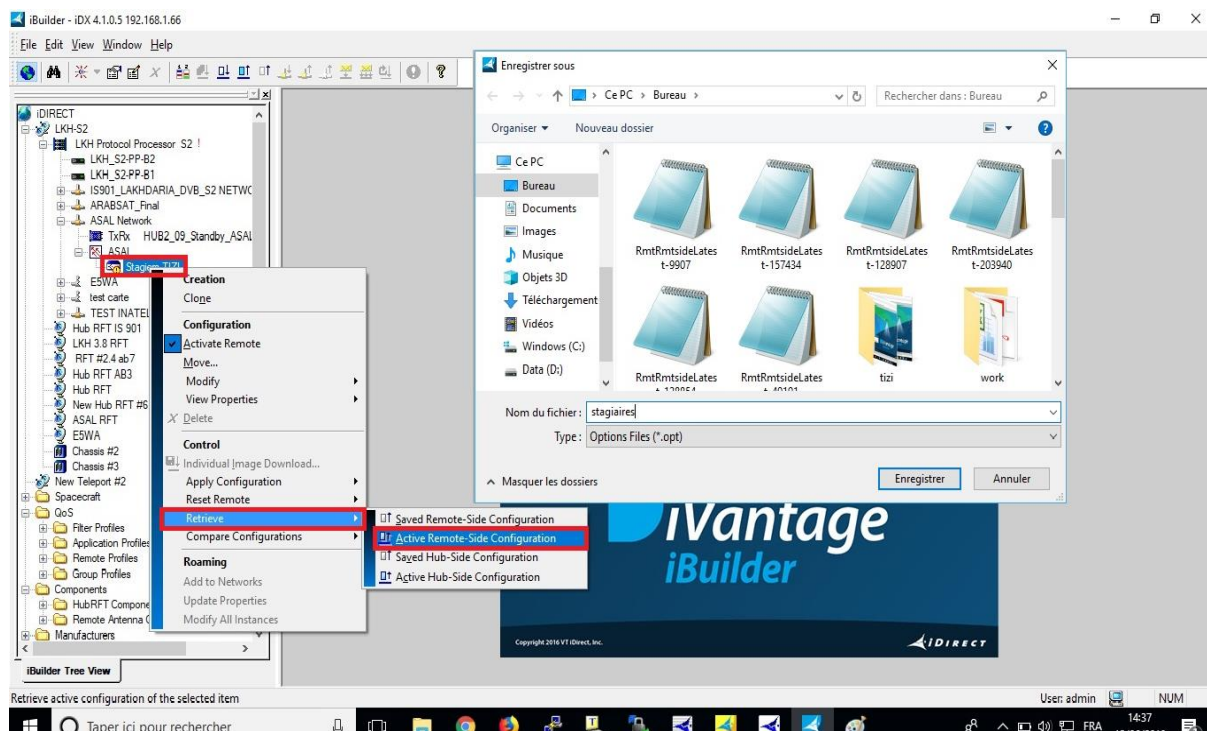 iBuilder - iDX 4.1.0.5 192.168.1.66
File Edit View Window Help
iDIRECT
LKH-S2
LKH Protocol Processor S2 !
LKH_S2-PP-B2
LKH_S2-PP-B1
IS901_LAKHDARIA_DVB_S2 NETWO
ARABSAT_Final
ASAL Network
TxRx HUB2_09_Standby_ASAL
ASAL
Stagiers TIZI
E5WA
test carte
TEST INATEL
Hub RFT IS 901
LKH 3.8 RFT
RFT #2.4 ab7
Hub RFT AB3
Hub RFT
New Hub RFT #6
ASAL RFT
E5WA
Chassis #2
Chassis #3
New Teleport #2
Spacecraft
QoS
Filter Profiles
Application Profiles
Remote Profiles
Group Profiles
Components
HubRFT Compone
Remote Antenna C
Manufacturers
iBuilder Tree View
Creation
Clone
Configuration
Activate Remote
Move...
Modify
View Properties
Delete
Control
Individual Image Download...
Apply Configuration
Reset Remote
Retrieve
Compare Configurations
Roaming
Add to Networks
Update Properties
Modify All Instances
Saved Remote-Side Configuration
Active Remote-Side Configuration
Saved Hub-Side Configuration
Active Hub-Side Configuration
Enregistrer sous
Ce PC > Bureau >
Rechercher dans : Bureau
Organiser
Nouveau dossier
Ce PC
Bureau
Documents
Images
Musique
Objets 3D
Téléchargement
Vidéos
Windows (C:)
Data (D:)
RmtRmtsideLates
t-9907
RmtRmtsideLates
t-157434
RmtRmtsideLates
t-128907
RmtRmtsideLates
t-203940
RmtRmtsideLates
RmtRmtsideLates
tizi
work
Nom du fichier : stagiaires
Type : Options Files (*.opt)
Masquer les dossiers
Enregistrer
Annuler
iVantage
iBuilder
Copyright 2016 VT iDirect, Inc.
iDIRECT
Retrieve active configuration of the selected item
User: admin
NUM
Taper ici pour rechercher
FRA
14:37